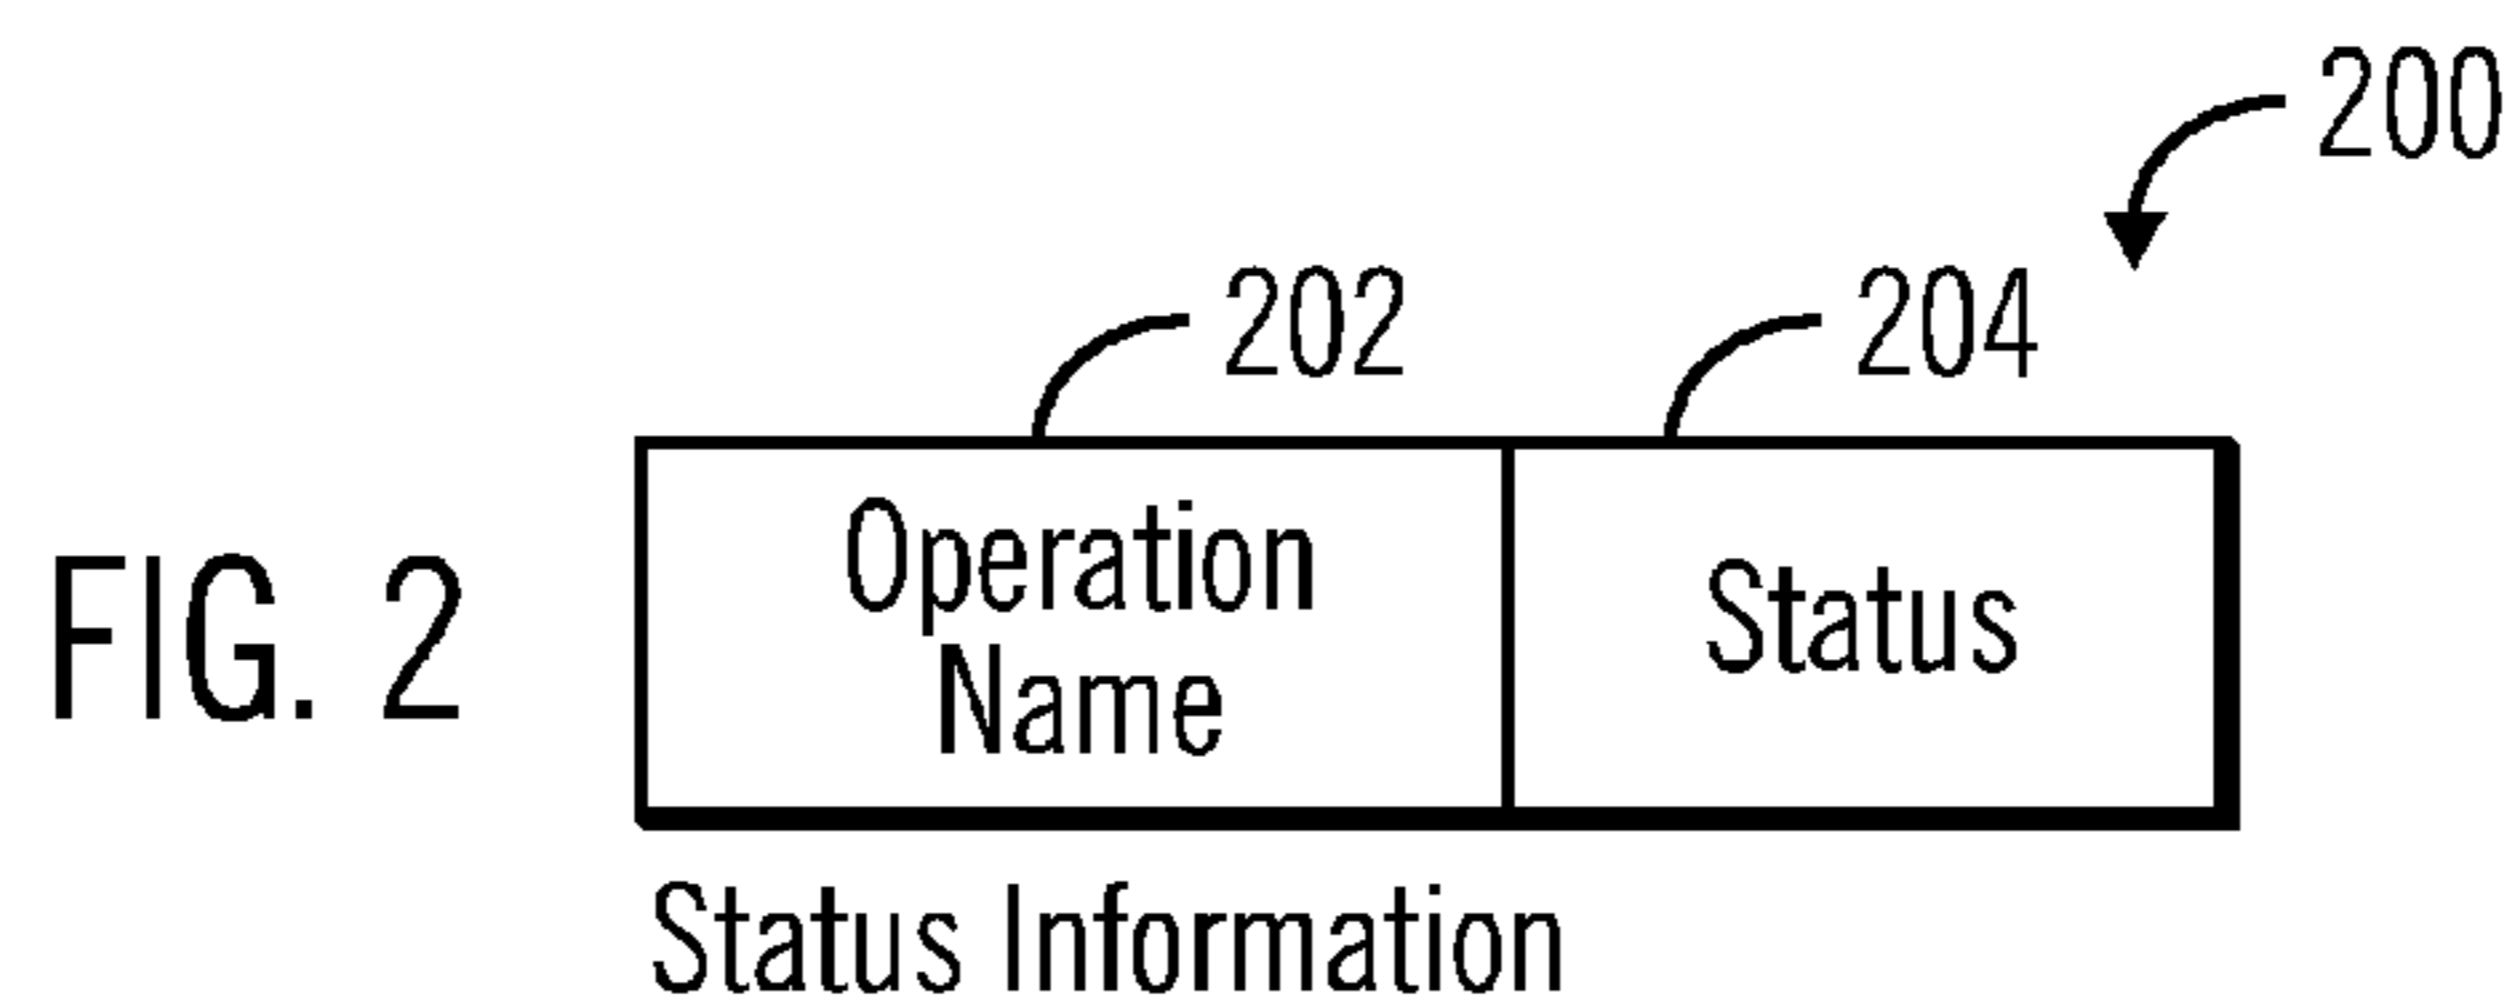 200
202
204
Operation
Name
Status
FIG. 2
Status Information